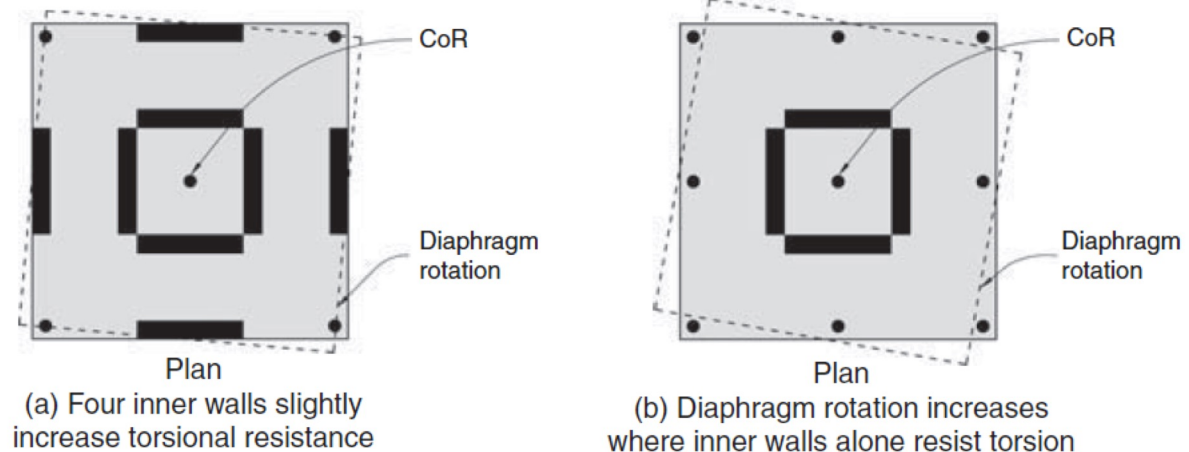 CoR
Diaphragm
rotation
Plan
(a) Four inner walls slightly
increase torsional resistance
CoR
Diaphragm
rotation
Plan
(b) Diaphragm rotation increases
where inner walls alone resist torsion